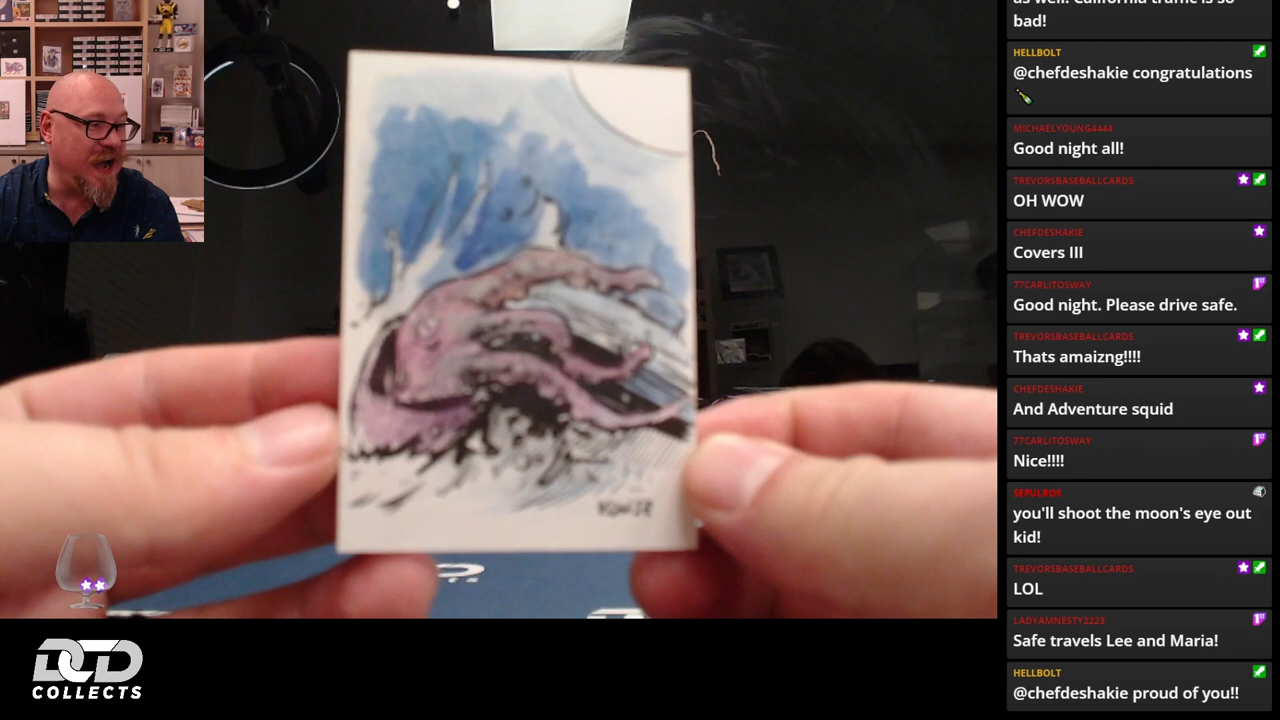 as well! California traffic is so
bad!
HELLBOLT
@chefdeshakie congratulations
MICHAELYOUNG4444
Good night all!
TREVORSBASEBALLCARDS
OH WOW
CHEFDESHAKIE
Covers III
77CARLITOSWAY
Good night. Please drive safe.
TREVORSBASEBALLCARDS
Thats amaizng!!!!
CHEFDESHAKIE
And Adventure squid
77CARLITOSWAY
Nice!!!!
SEPULROS
you'll shoot the moon's eye out
kid!
TREVORSBASEBALLCARDS
LOL
LADYAMNESTY2223
Safe travels Lee and Maria!
HELLBOLT
@chefdeshakie proud of you!!
DCD
COLLECTS